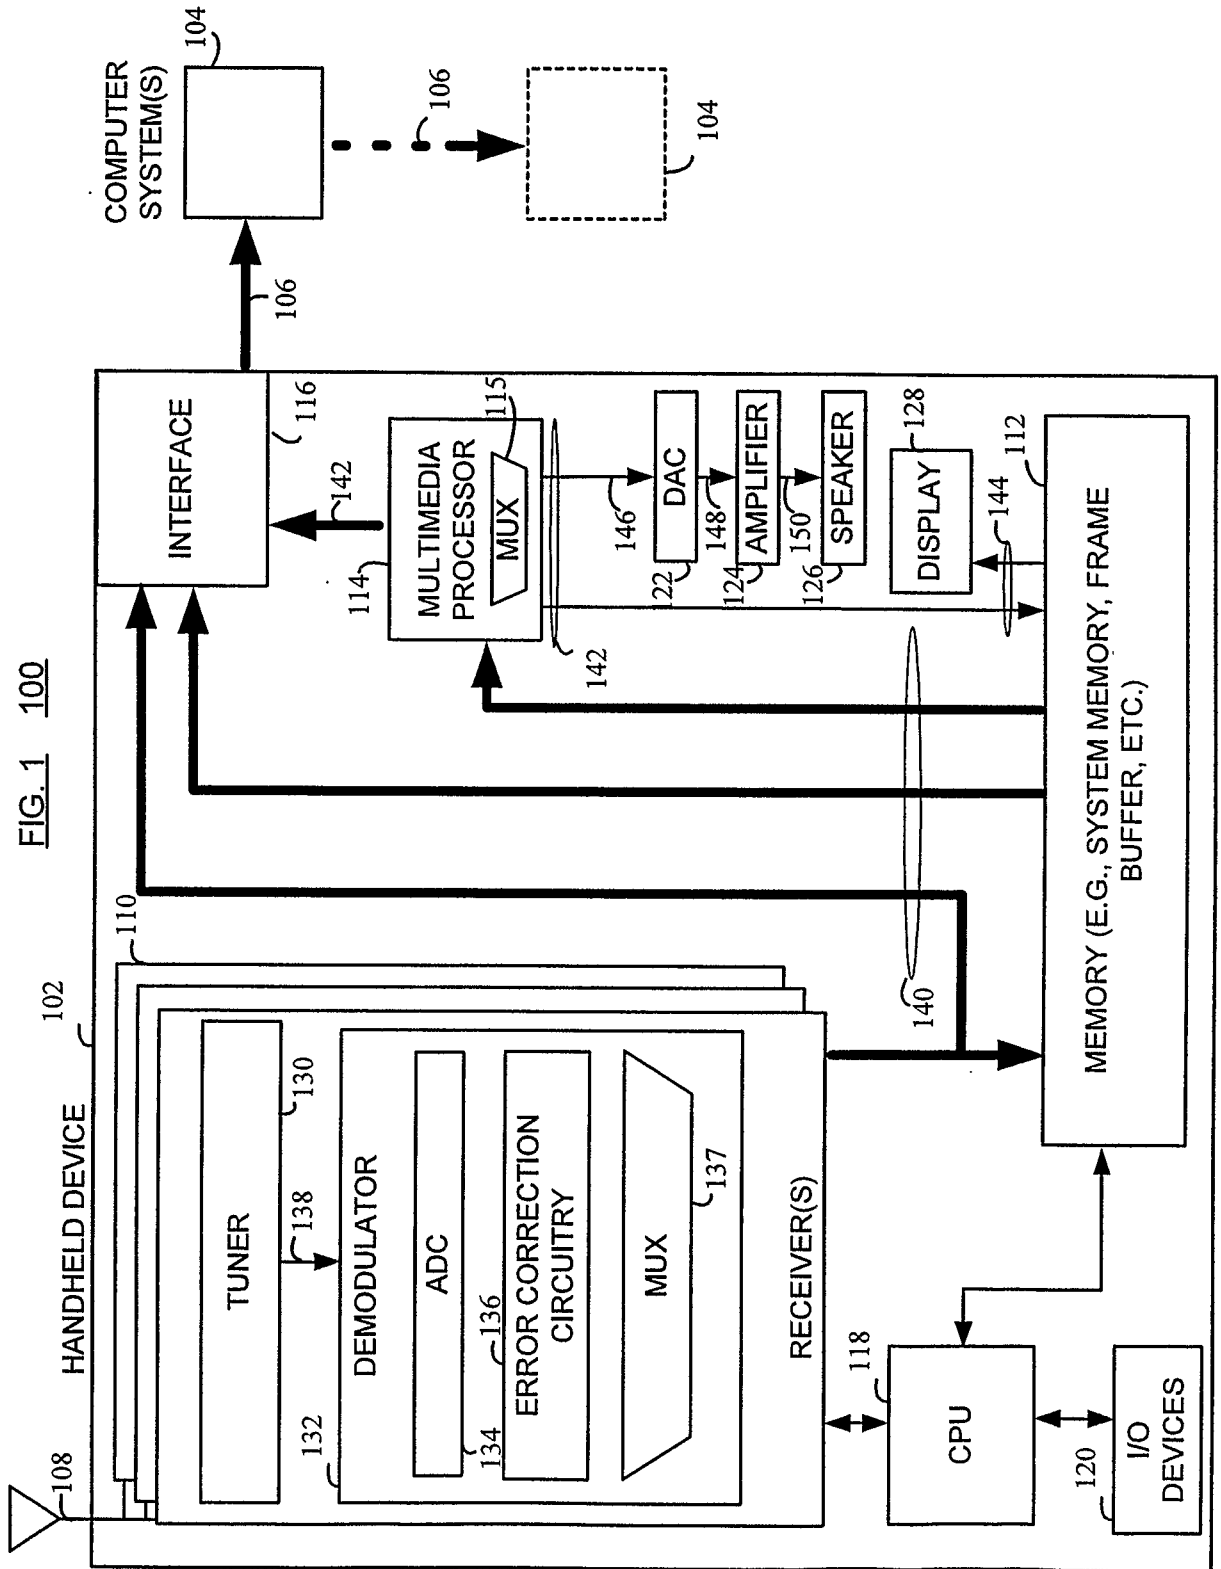 FIG. 1 100
HANDHELD DEVICE
102
108
110
TUNER
130
138
DEMODULATOR
132
ADC
134
136
ERROR CORRECTION
CIRCUITRY
MUX
137
RECEIVER(S)
118
CPU
120
I/O
DEVICES
140
MEMORY (E.G., SYSTEM MEMORY, FRAME
BUFFER, ETC.)
112
INTERFACE
116
142
114
MULTIMEDIA
PROCESSOR
MUX
115
142
146
DAC
122
148
AMPLIFIER
124
150
SPEAKER
126
DISPLAY
128
144
106
COMPUTER
SYSTEM(S)
104
106
104